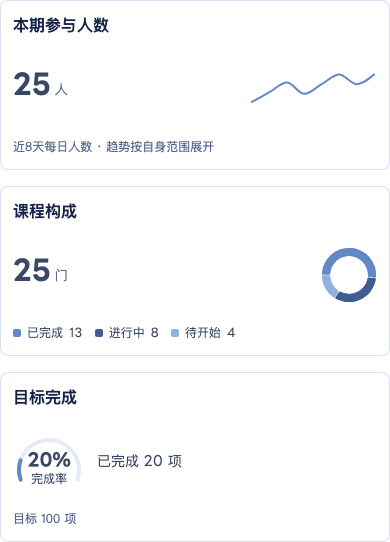 本期参与人数
25 人
近8天每日人数 · 趋势按自身范围展开
课程构成
25 门
已完成 13 进行中 8 待开始 4
目标完成
20%
完成率
已完成 20 项
目标 100 项